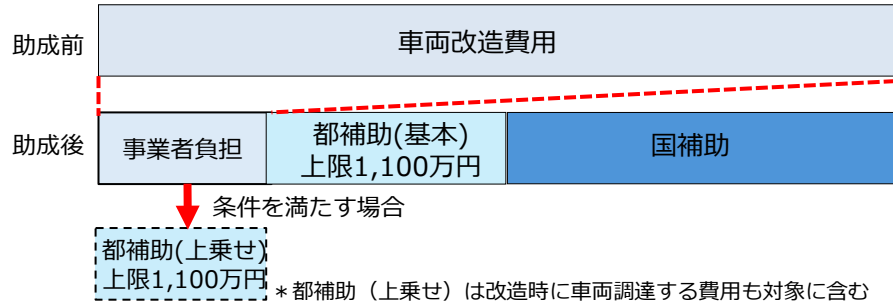 助成前
車両改造費用
助成後
事業者負担
都補助(基本)
上限1,100万円
国補助
条件を満たす場合
都補助(上乗せ)
上限1,100万円
＊都補助（上乗せ）は改造時に車両調達する費用も対象に含む